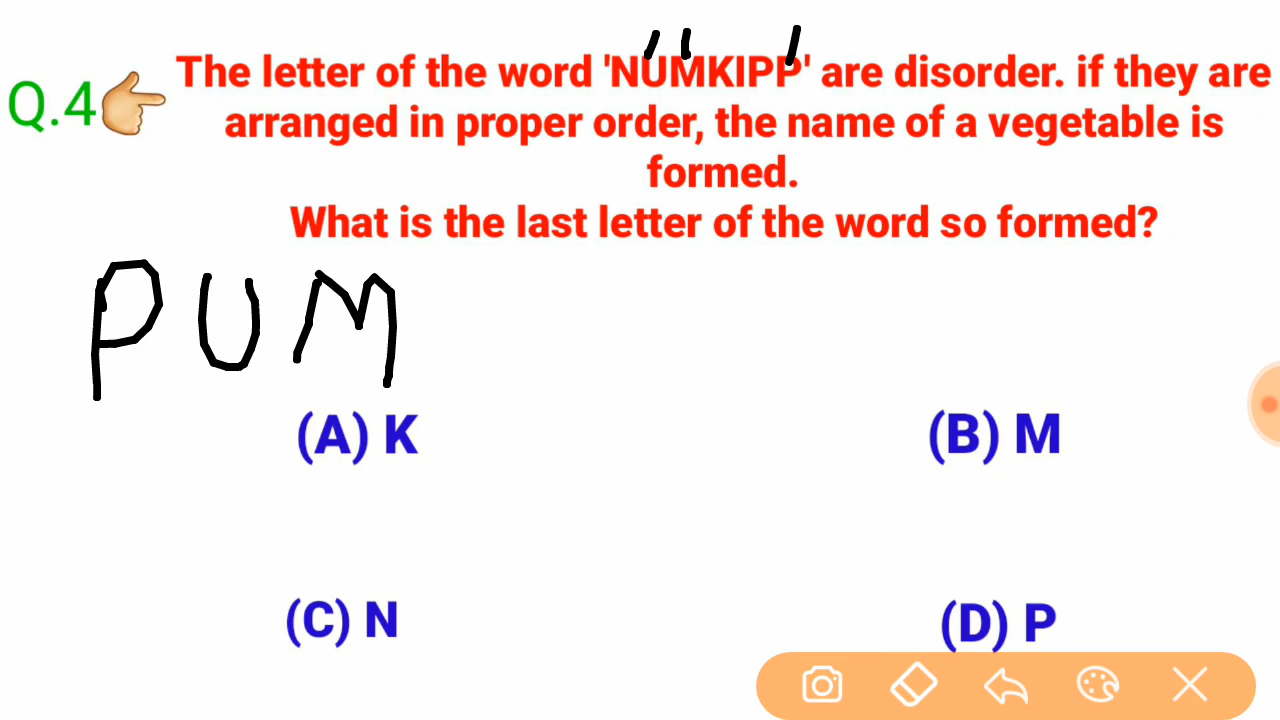 Q.4 The letter of the word 'NUMKIPP' are disorder. if they are
arranged in proper order, the name of a vegetable is
formed.
What is the last letter of the word so formed?
PUM
(A) K
(B) M
(C) N
(D) P